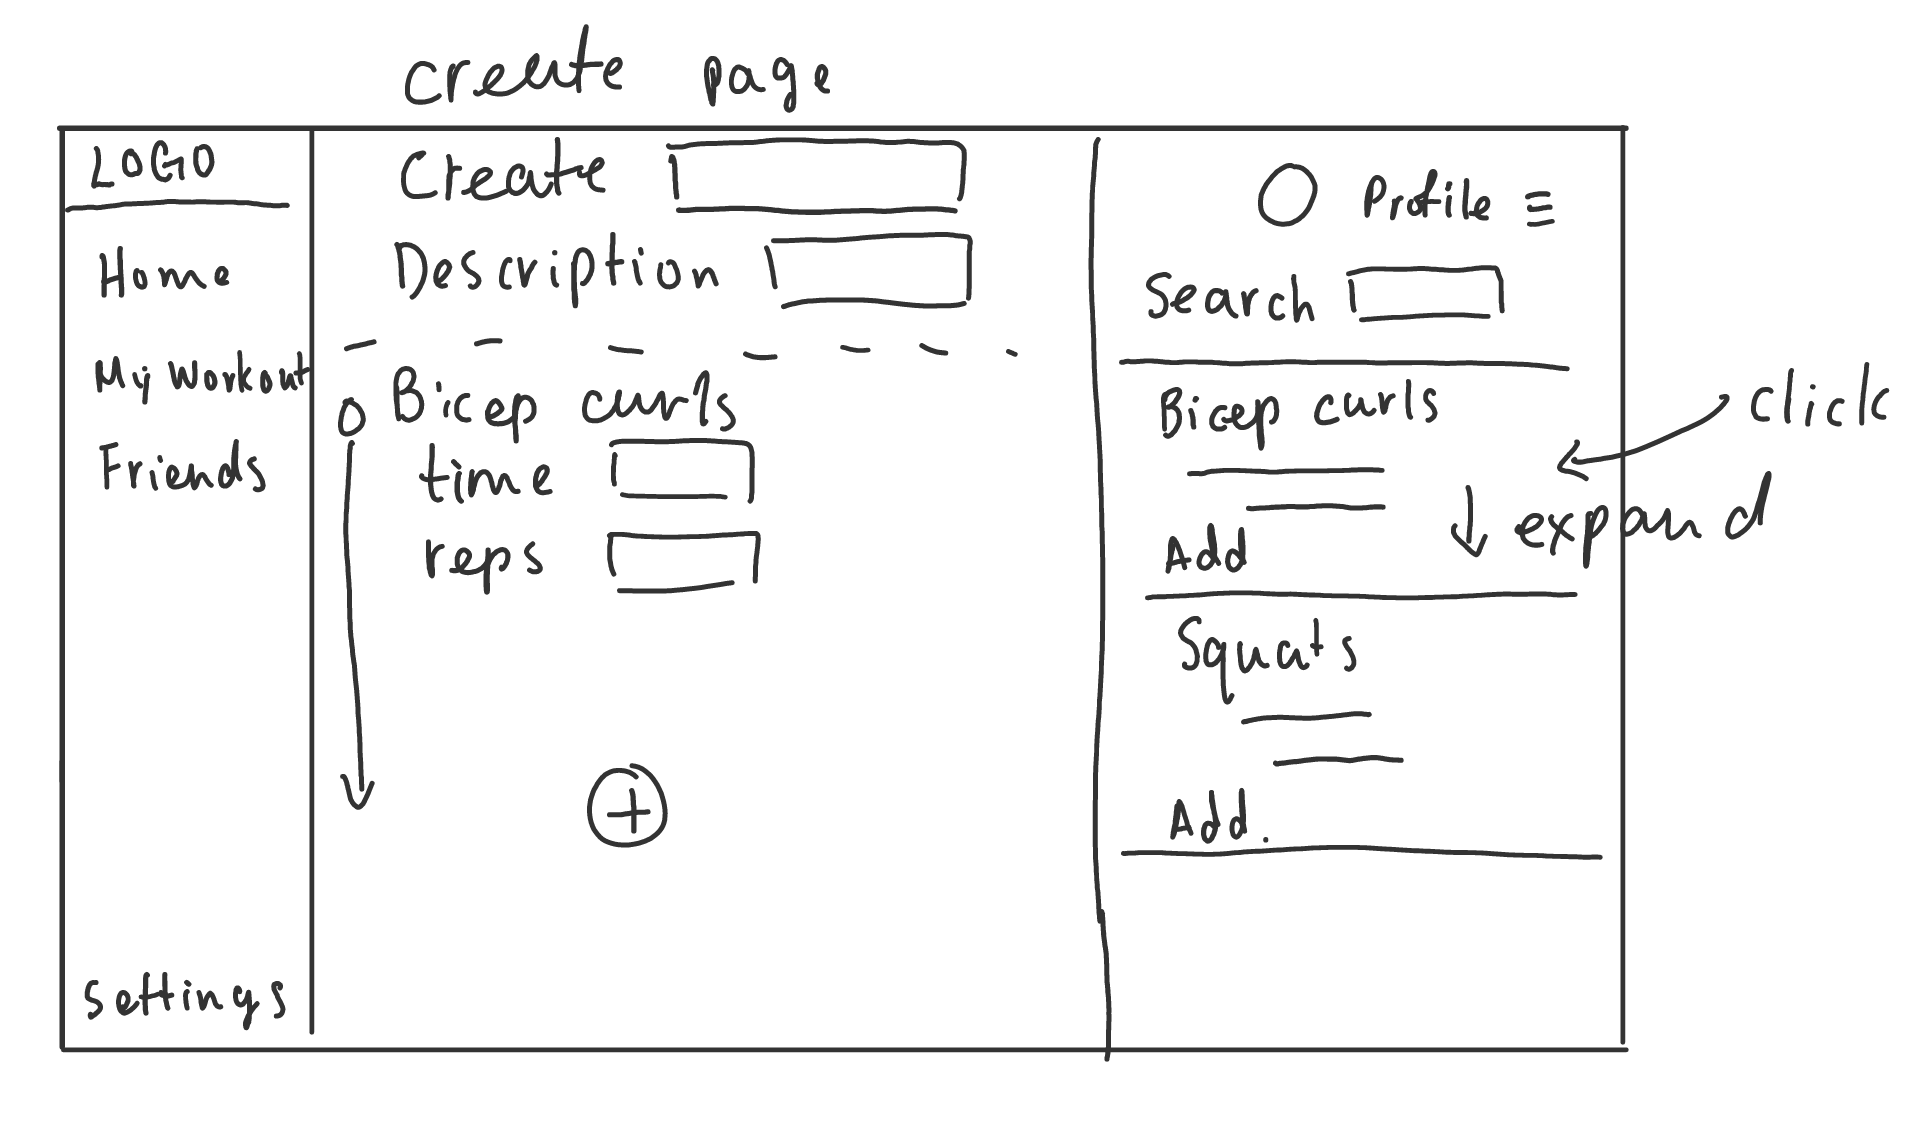 create page
LOGO
Home
My Workout
Friends
Settings
Create
Description
Bicep curls
time
reps
+
Profile
Search
Bicep curls
Add
Squats
Add.
click
expand